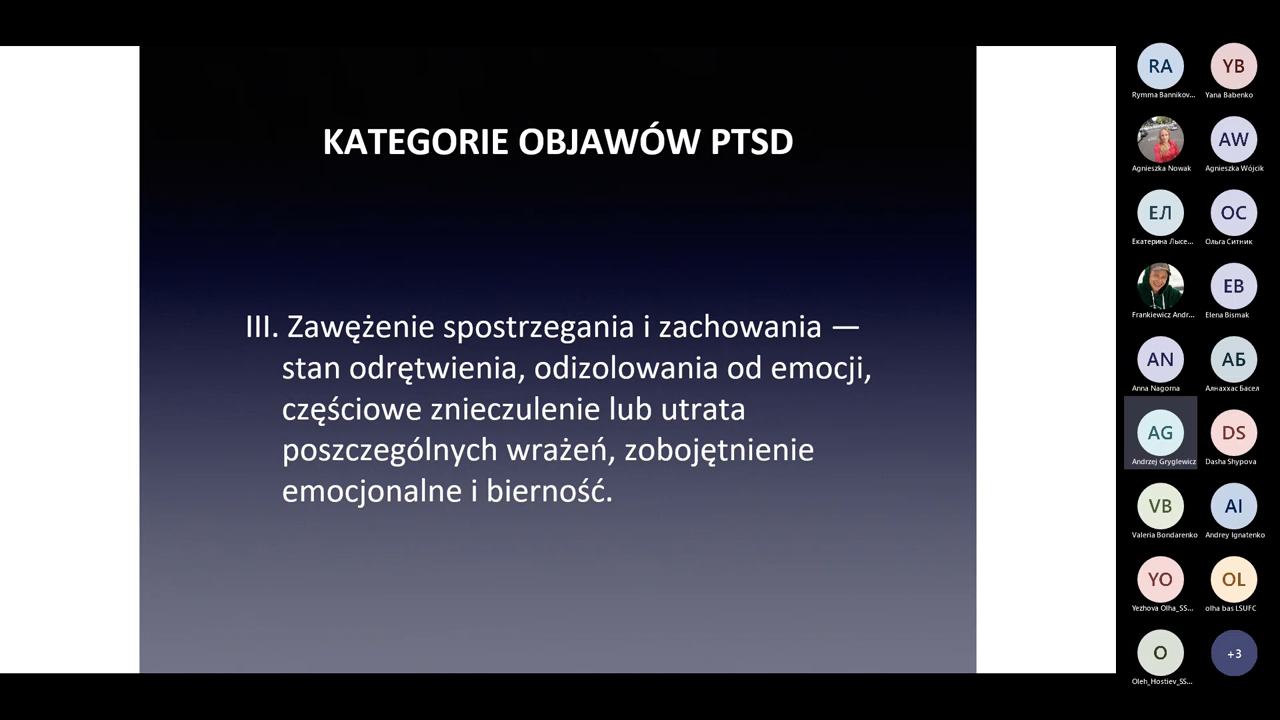 KATEGORIE OBJAWÓW PTSD
III. Zawężenie spostrzegania i zachowania —
stan odrętwienia, odizolowania od emocji,
częściowe znieczulenie lub utrata
poszczególnych wrażeń, zobojętnienie
emocjonalne i bierność.
RA
YB
Rymma Bannikov...
Yana Babenko
AW
Agnieszka Nowak
Agnieszka Wójcik
ЕЛ
ОС
Екатерина Лысе...
Ольга Ситник
EB
Frankiewicz Andr...
Elena Bismak
AN
АБ
Anna Nagorna
Алнаххас Басел
AG
DS
Andrzej Gryglewicz
Dasha Shypova
VB
AI
Valeria Bondarenko
Andrey Ignatenko
YO
OL
Yezhova Olha_SS...
olha bas LSUFC
O
+3
Oleh_Hostiev_SS...